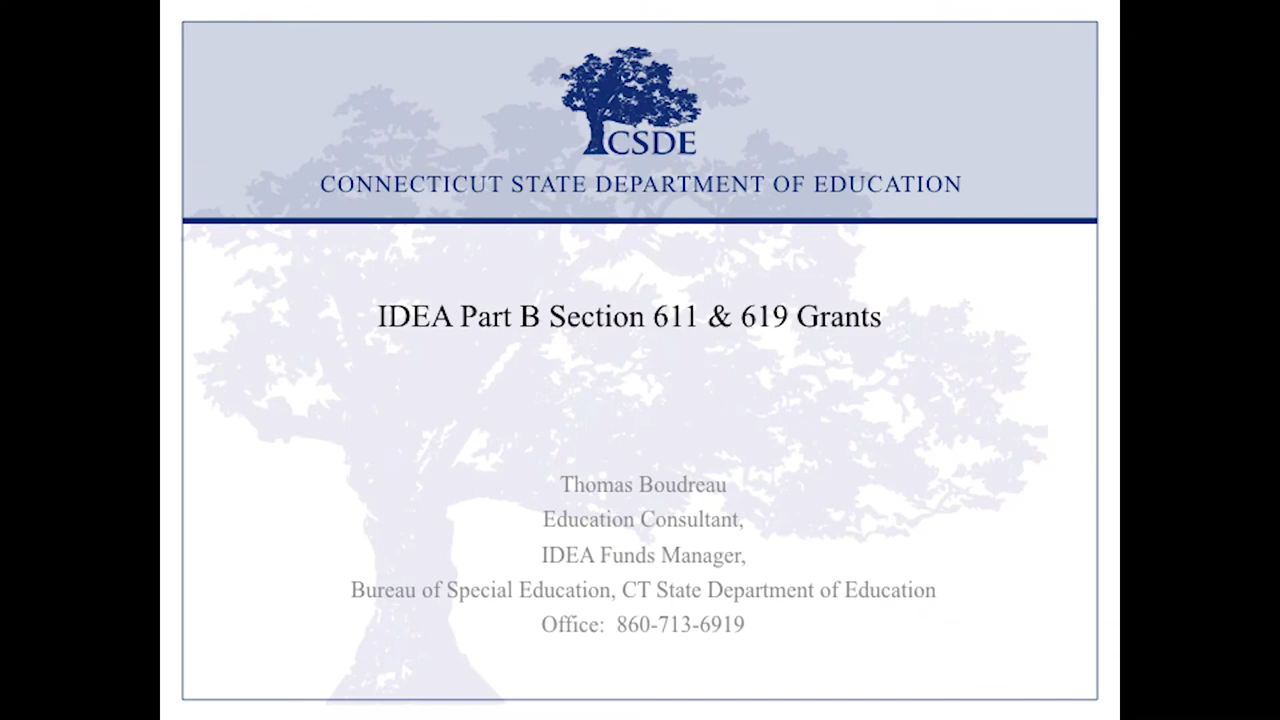 CSDE
CONNECTICUT STATE DEPARTMENT OF EDUCATION
IDEA Part B Section 611 & 619 Grants
Thomas Boudreau
Education Consultant,
IDEA Funds Manager,
Bureau of Special Education, CT State Department of Education
Office:  860-713-6919